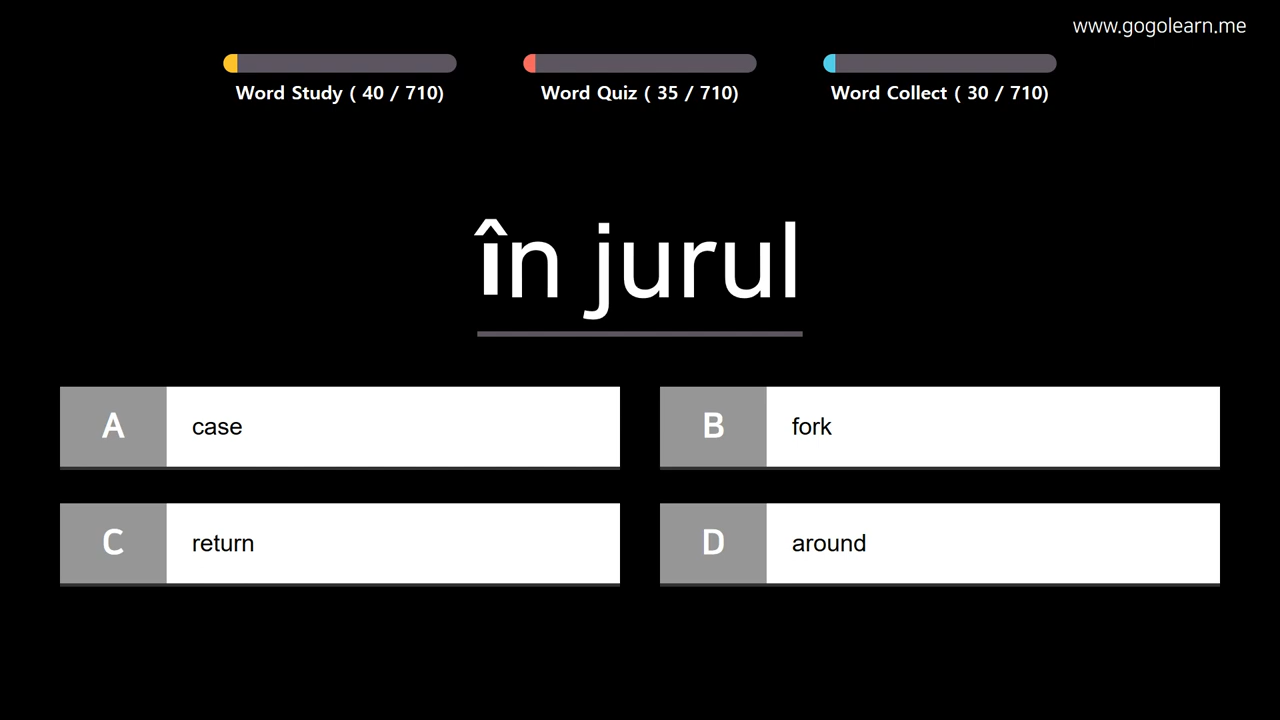 www.gogolearn.me
Word Study ( 40 / 710)
Word Quiz ( 35 / 710)
Word Collect ( 30 / 710)
în jurul
A case
B fork
C return
D around